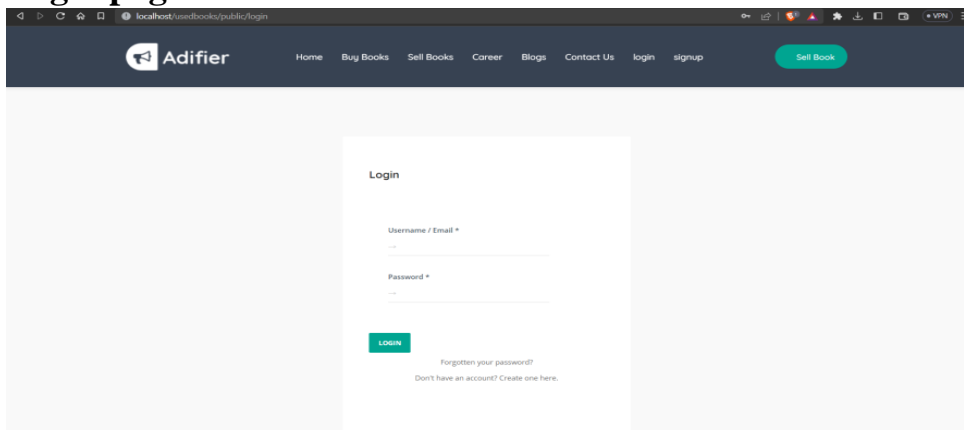 localhost/usedbooks/public/login
VPN
Adifier
Home Buy Books Sell Books Career Blogs Contact Us login signup Sell Book
Login
Username / Email *
Password *
LOGIN
Forgotten your password?
Don't have an account? Create one here.